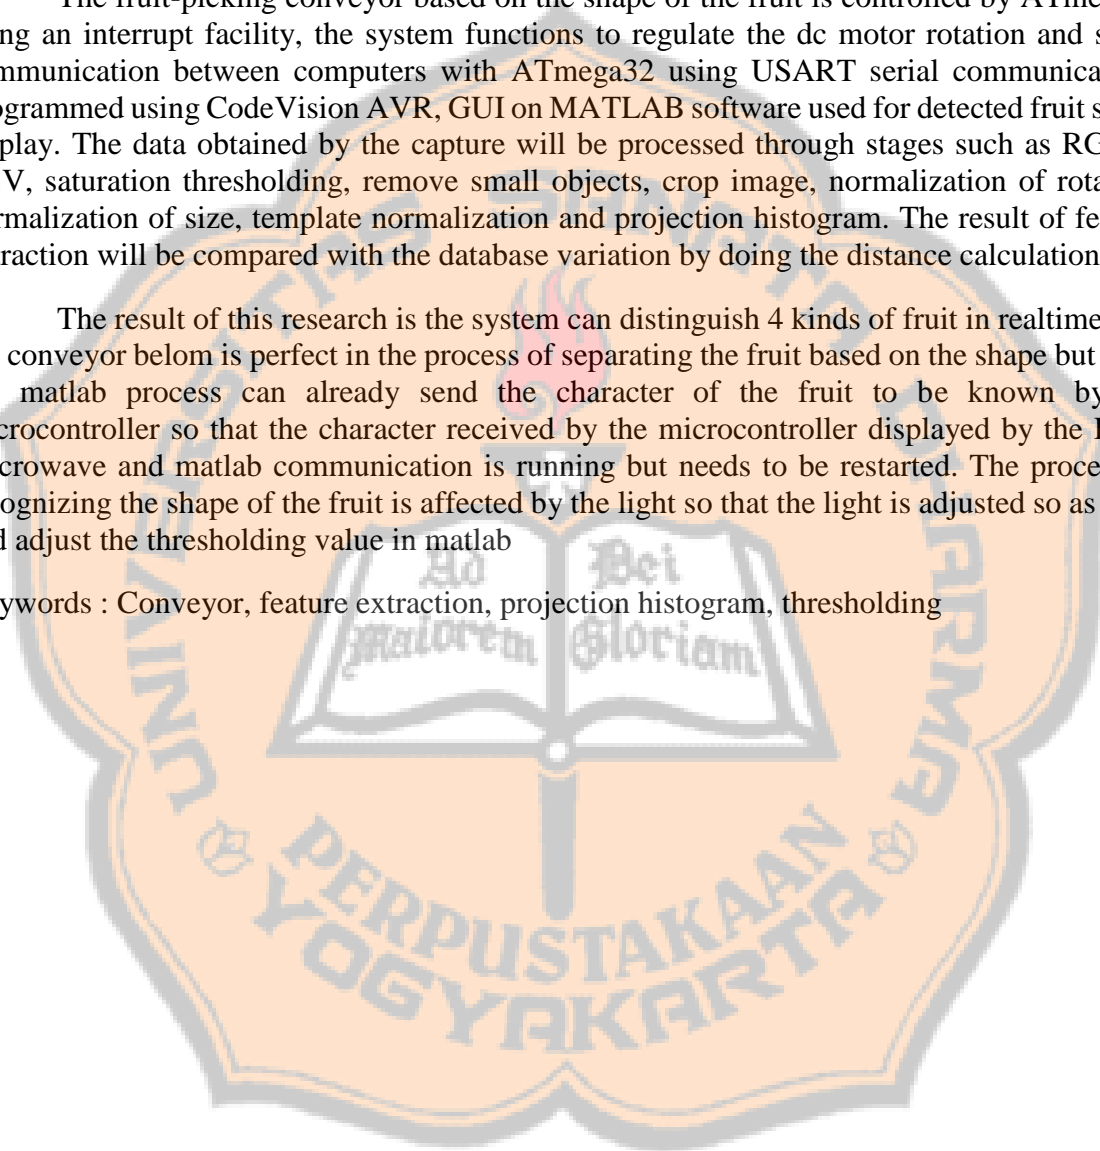 The fruit-picking conveyor based on the shape of the fruit is controlled by ATme
ng an interrupt facility, the system functions to regulate the dc motor rotation and s
mmunication between computers with ATmega32 using USART serial communica
ogrammed using CodeVision AVR, GUI on MATLAB software used for detected fruit s
play. The data obtained by the capture will be processed through stages such as RG
V, saturation thresholding, remove small objects, crop image, normalization of rota
rmalization of size, template normalization and projection histogram. The result of fe
raction will be compared with the database variation by doing the distance calculation
The result of this research is the system can distinguish 4 kinds of fruit in realtime
conveyor belom is perfect in the process of separating the fruit based on the shape but
matlab process can already send the character of the fruit to be known by
crocontroller so that the character received by the microcontroller displayed by the
crowave and matlab communication is running but needs to be restarted. The proce
ognizing the shape of the fruit is affected by the light so that the light is adjusted so as
d adjust the thresholding value in matlab
ywords : Conveyor, feature extraction, projection histogram, thresholding
UNIVERSITAS SANATA DHARMA
Ad Dei
Maiorem Gloriam
PERPUSTAKAAN
YOGYAKARTA